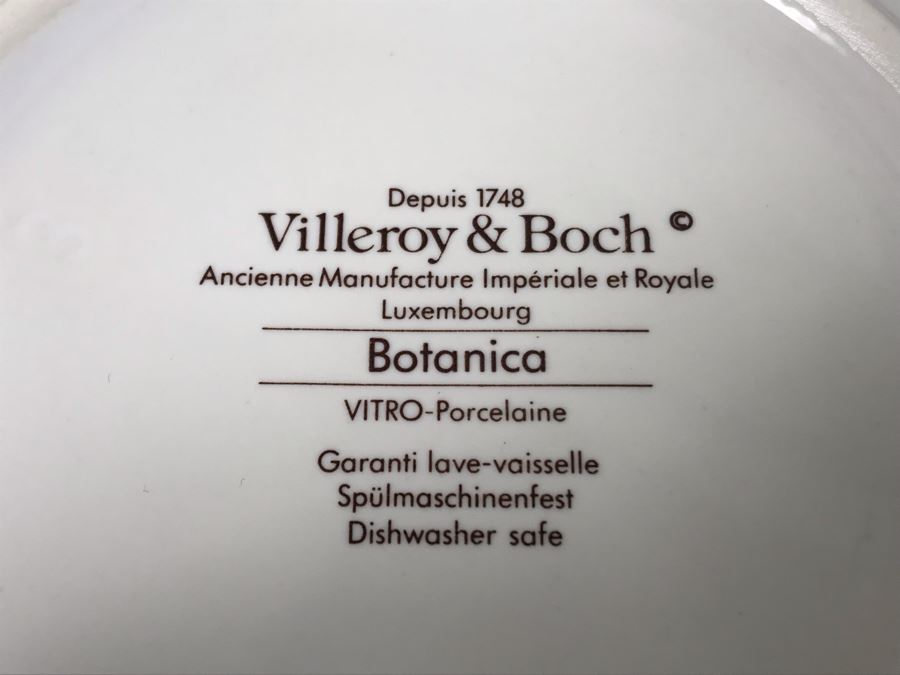 Depuis 1748
Villeroy & Boch ©
Ancienne Manufacture Impériale et Royale
Luxembourg
Botanica
VITRO-Porcelaine
Garanti lave-vaisselle
Spülmaschinenfest
Dishwasher safe